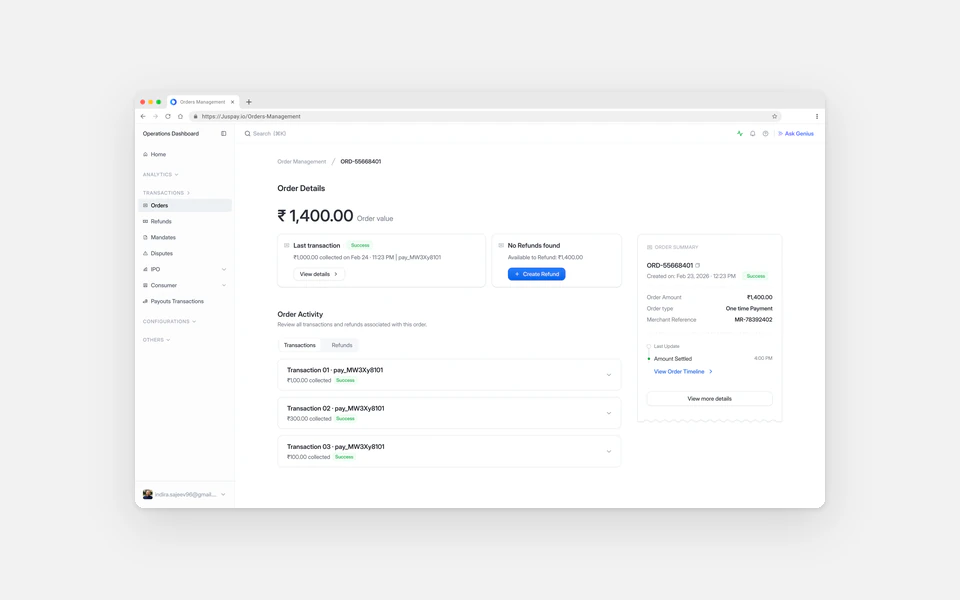 Orders Management
https://Juspay.io/Orders-Management
Operations Dashboard
Search (⌘K)
Ask Genius
Home
ANALYTICS
TRANSACTIONS
Orders
Refunds
Mandates
Disputes
IPO
Consumer
Payouts Transactions
CONFIGURATIONS
OTHERS
indira.sajeev96@gmail....
Order Management / ORD-55668401
Order Details
₹ 1,400.00 Order value
Last transaction Success
₹1,000.00 collected on Feb 24 · 11:23 PM | pay_MW3Xy8101
View details
No Refunds found
Available to Refund: ₹1,400.00
+ Create Refund
Order Activity
Review all transactions and refunds associated with this order.
Transactions Refunds
Transaction 01 · pay_MW3Xy8101
₹1,00.00 collected Success
Transaction 02 · pay_MW3Xy8101
₹300.00 collected Success
Transaction 03 · pay_MW3Xy8101
₹100.00 collected Success
ORDER SUMMARY
ORD-55668401
Created on: Feb 23, 2026 · 12:23 PM Success
Order Amount ₹1,400.00
Order type One time Payment
Merchant Reference MR-78392402
Last Update
Amount Settled 4:00 PM
View Order Timeline
View more details